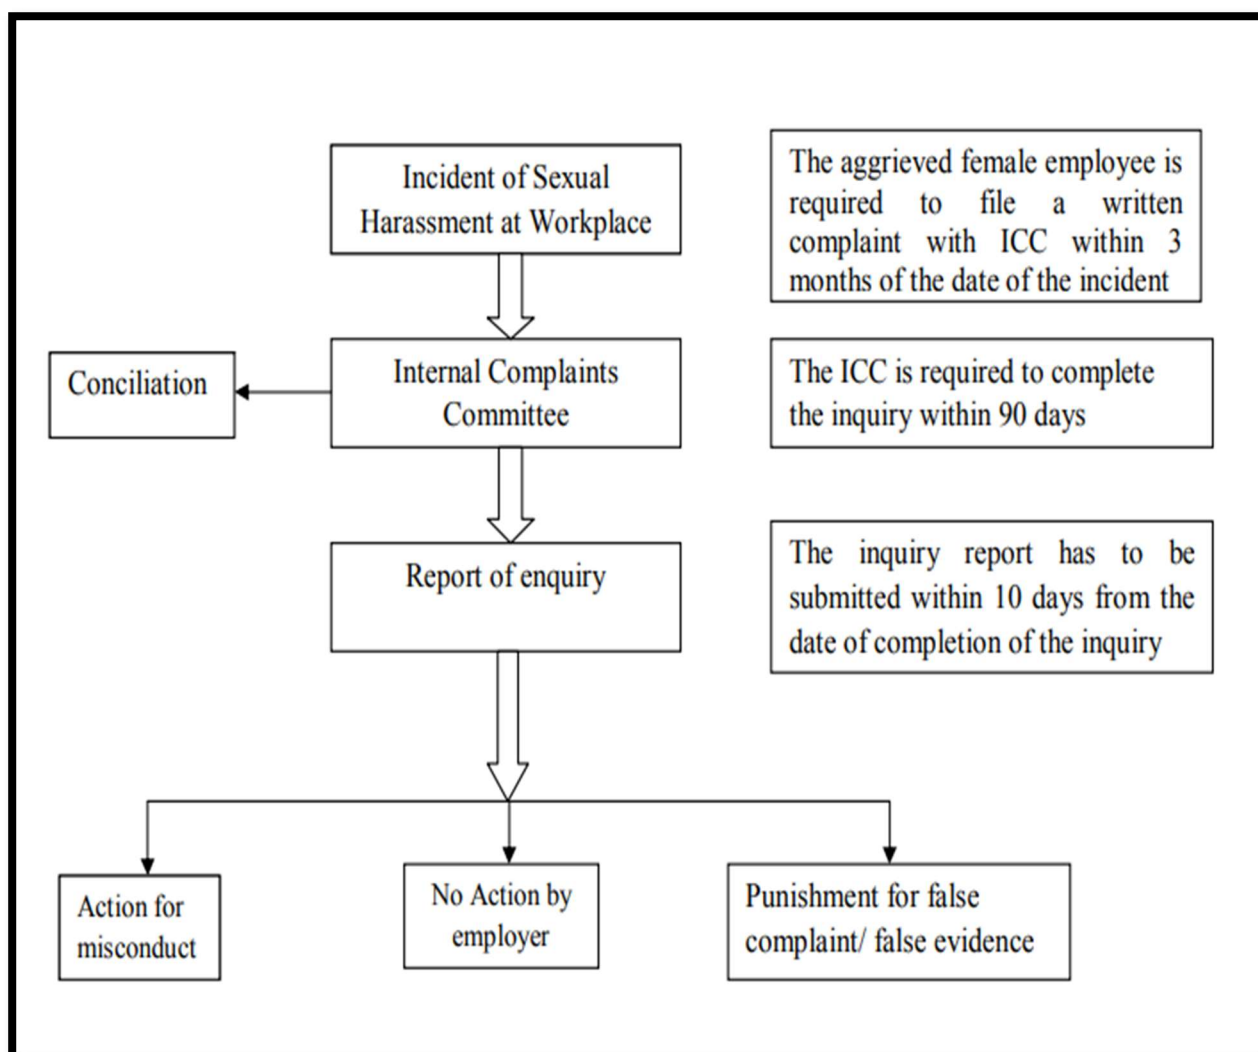 Incident of Sexual
Harassment at Workplace
The aggrieved female employee is
required to file a written
complaint with ICC within 3
months of the date of the incident
Conciliation
Internal Complaints
Committee
The ICC is required to complete
the inquiry within 90 days
Report of enquiry
The inquiry report has to be
submitted within 10 days from the
date of completion of the inquiry
Action for
misconduct
No Action by
employer
Punishment for false
complaint/ false evidence